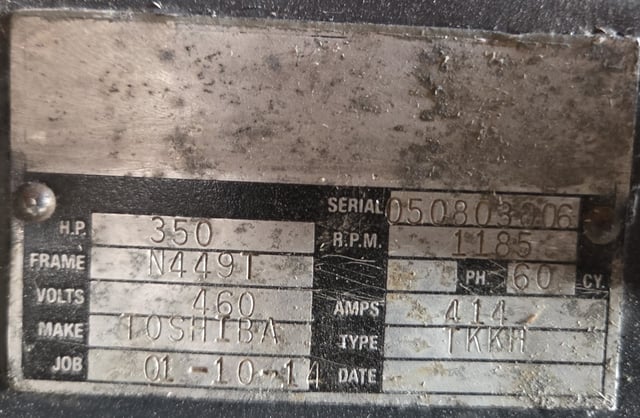 SERIAL 050803006
H.P. 350 R.P.M. 1185
FRAME N449T PH 60 CY.
VOLTS 460 AMPS 414
MAKE TOSHIBA TYPE TKKH
JOB 01-10-14 DATE